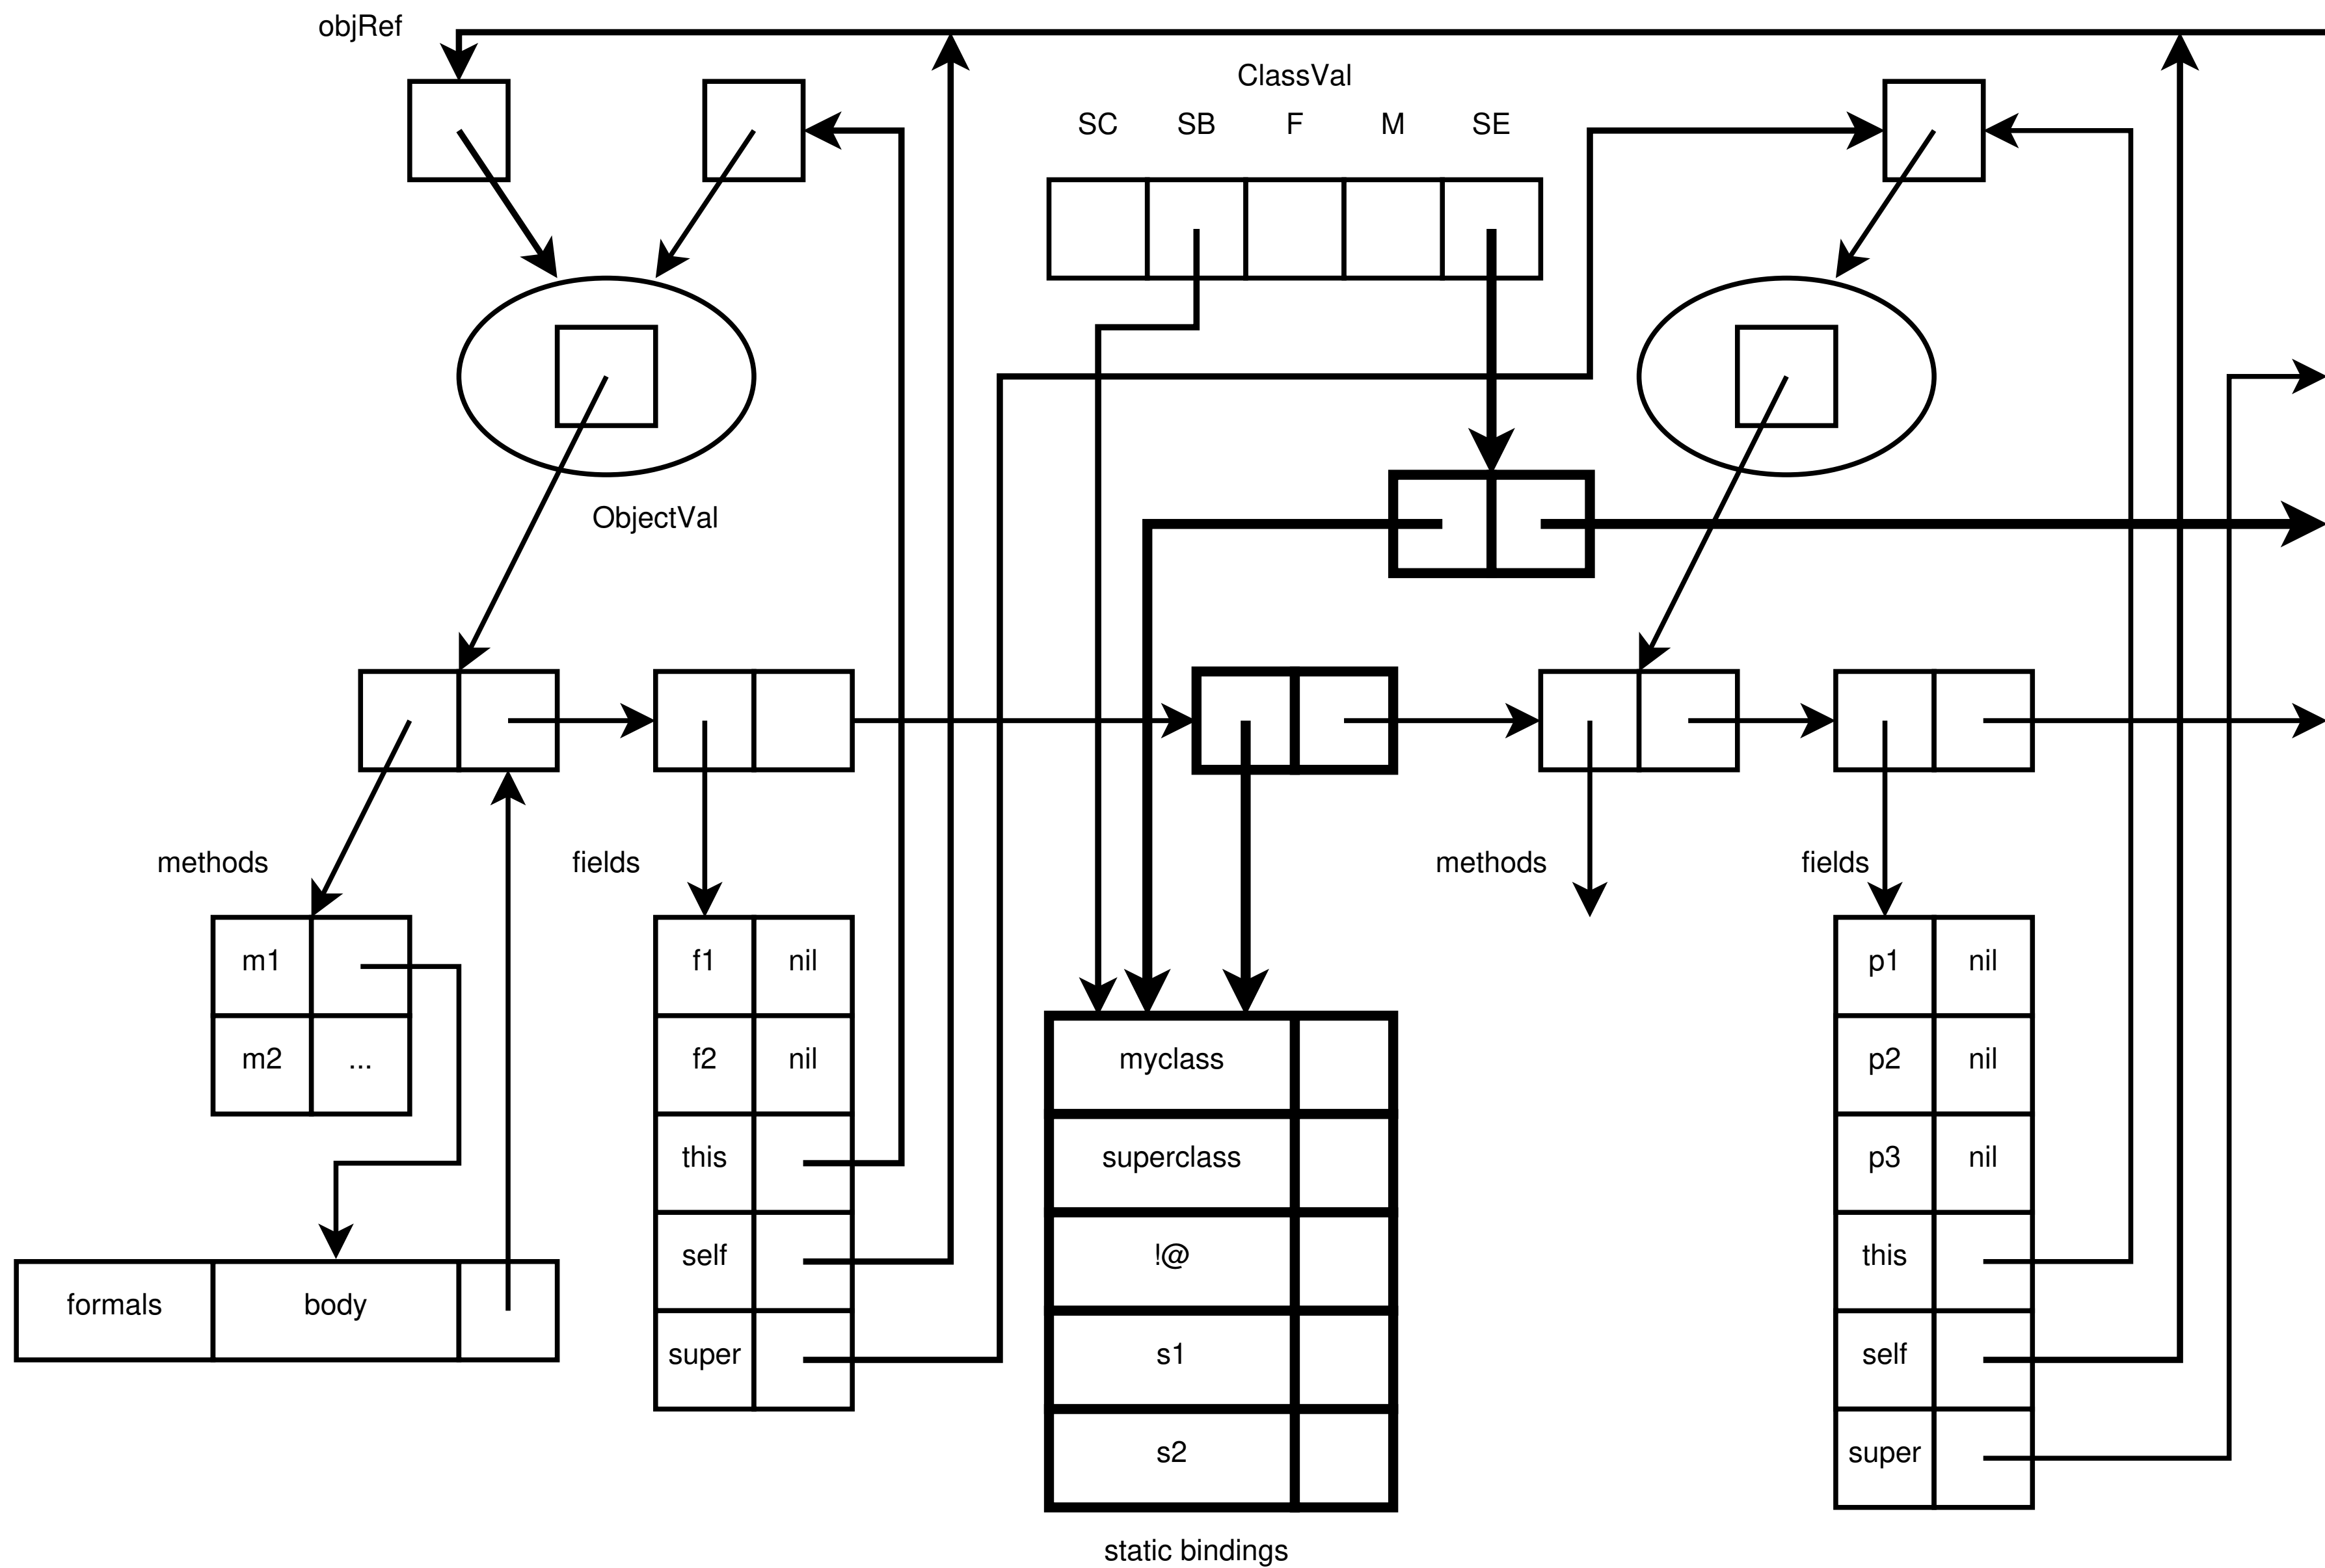 objRef
ClassVal
SC SB F M SE
ObjectVal
methods
fields
methods
fields
m1
m2 ...
formals body
f1 nil
f2 nil
this
self
super
myclass
superclass
!@
s1
s2
static bindings
p1 nil
p2 nil
p3 nil
this
self
super